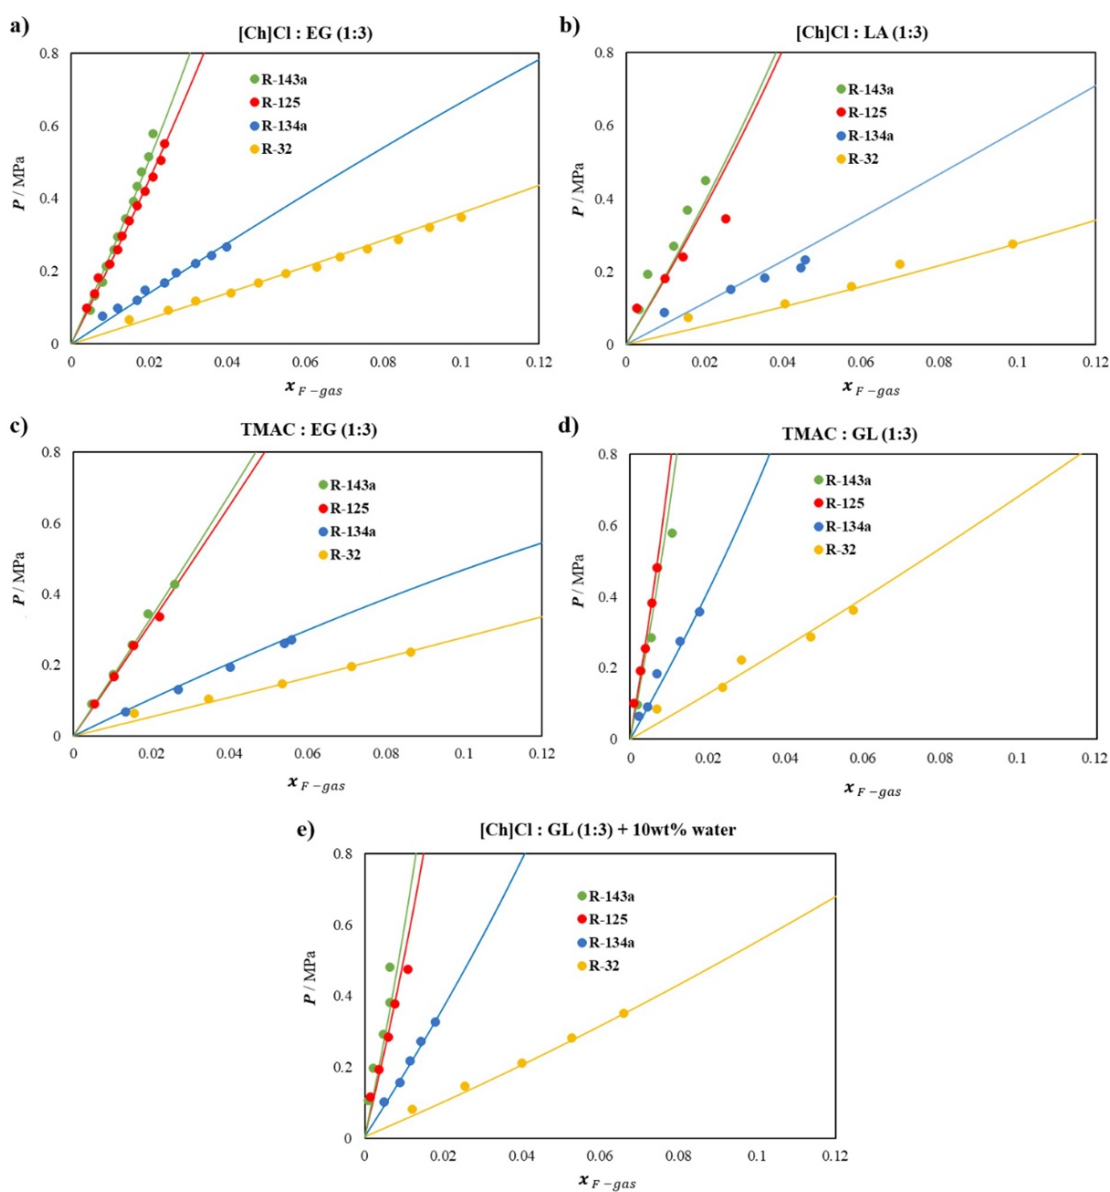 a)
[Ch]Cl : EG (1:3)
0.8
0.6
0.4
0.2
0
P / MPa
R-143a
R-125
R-134a
R-32
0 0.02 0.04 0.06 0.08 0.1 0.12
x F-gas
b)
[Ch]Cl : LA (1:3)
0.8
0.6
0.4
0.2
0
P / MPa
R-143a
R-125
R-134a
R-32
0 0.02 0.04 0.06 0.08 0.1 0.12
x F-gas
c)
TMAC : EG (1:3)
0.8
0.6
0.4
0.2
0
P / MPa
R-143a
R-125
R-134a
R-32
0 0.02 0.04 0.06 0.08 0.1 0.12
x F-gas
d)
TMAC : GL (1:3)
0.8
0.6
0.4
0.2
0
P / MPa
R-143a
R-125
R-134a
R-32
0 0.02 0.04 0.06 0.08 0.1 0.12
x F-gas
e)
[Ch]Cl : GL (1:3) + 10wt% water
0.8
0.6
0.4
0.2
0
P / MPa
R-143a
R-125
R-134a
R-32
0 0.02 0.04 0.06 0.08 0.1 0.12
x F-gas